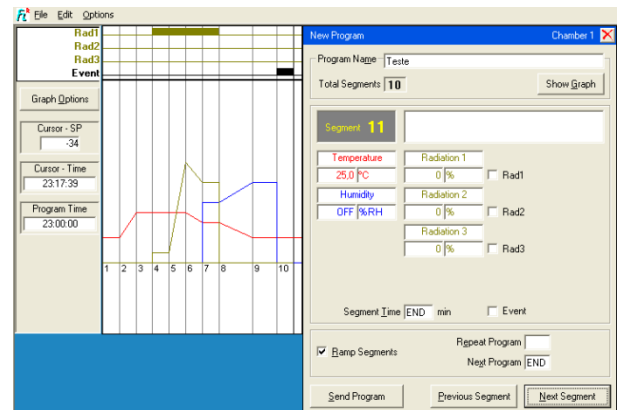 File Edit Options
Rad1
Rad2
Rad3
Event
Graph Options
Cursor - SP
-34
Cursor - Time
23:17:39
Program Time
23:00:00
1 2 3 4 5 6 7 8 9 10
New Program Chamber 1
Program Name Teste
Total Segments 10 Show Graph
Segment 11
Temperature Radiation 1
25,0 °C 0 % Rad1
Humidity Radiation 2
OFF %RH 0 % Rad2
Radiation 3
0 % Rad3
Segment Time END min Event
Ramp Segments Repeat Program
Next Program END
Send Program Previous Segment Next Segment